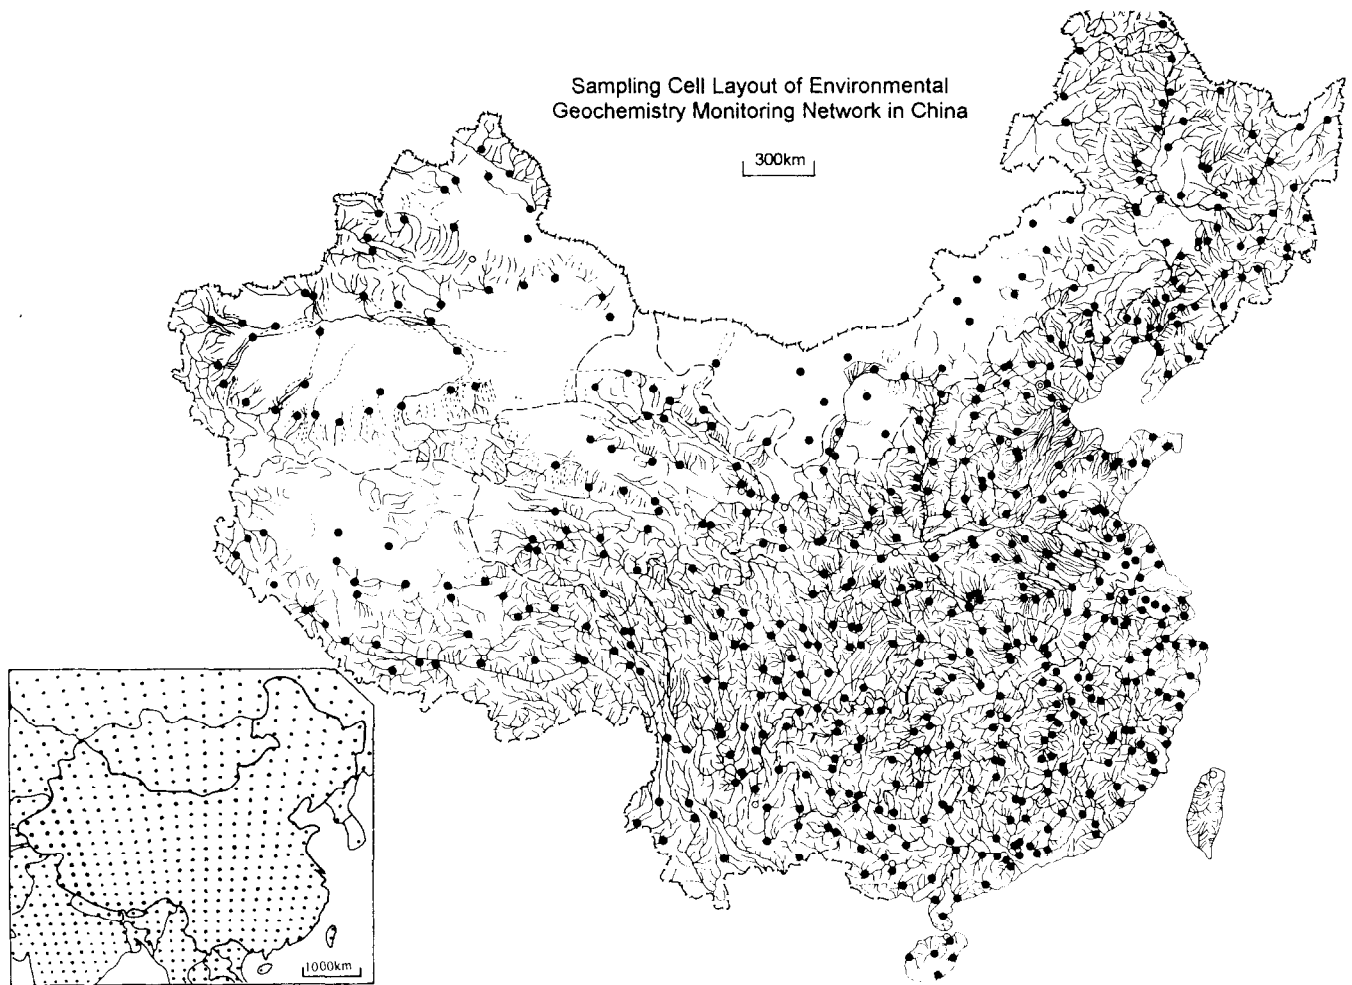 Sampling Cell Layout of Environmental
Geochemistry Monitoring Network in China
300km
1000km